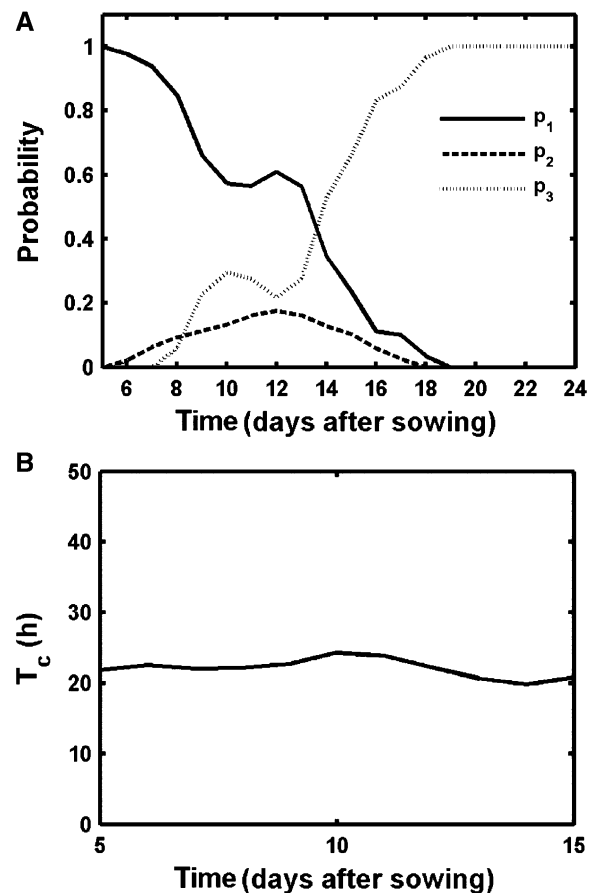 A
Probability
1
0.8
0.6
0.4
0.2
0
p1
p2
p3
6 8 10 12 14 16 18 20 22 24
Time (days after sowing)
B
Tc (h)
50
40
30
20
10
0
5 10 15
Time (days after sowing)